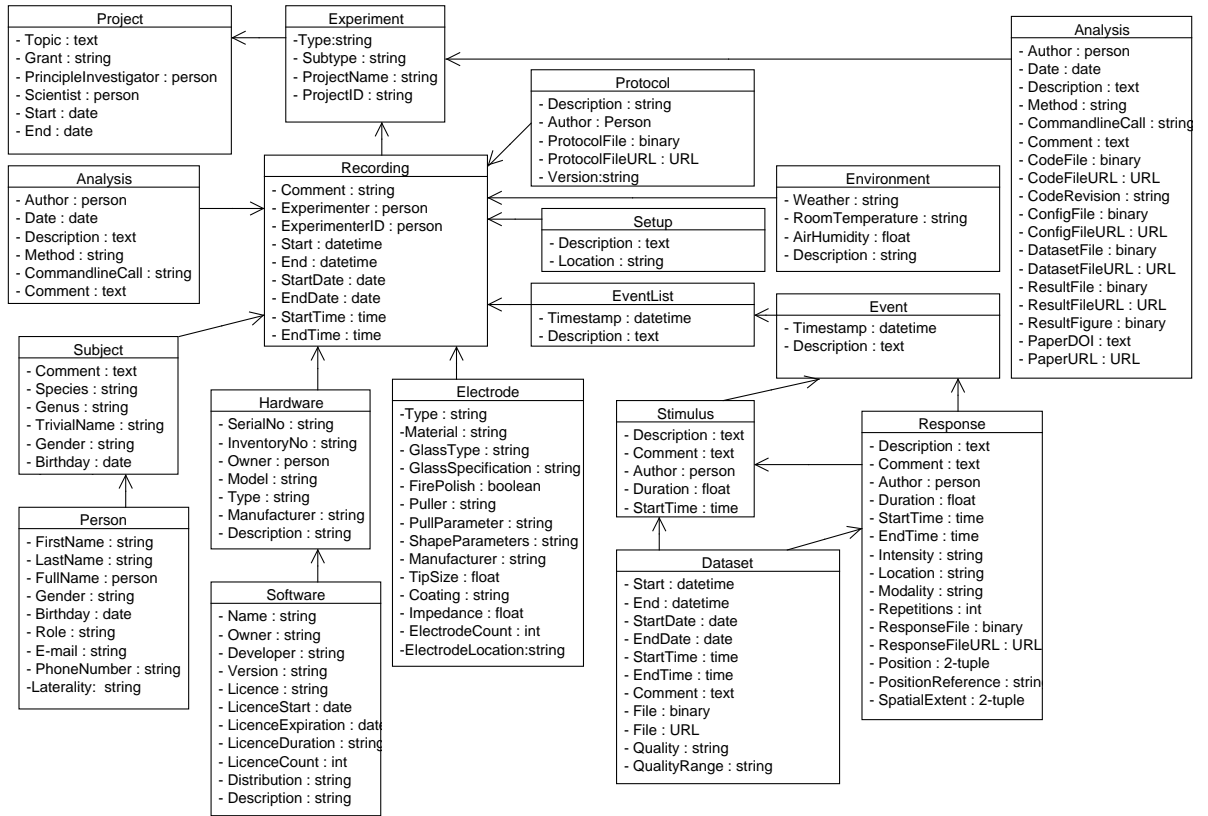 Project
- Topic : text
- Grant : string
- PrincipleInvestigator : person
- Scientist : person
- Start : date
- End : date
Experiment
-Type:string
- Subtype : string
- ProjectName : string
- ProjectID : string
Analysis
- Author : person
- Date : date
- Description : text
- Method : string
- CommandlineCall : string
- Comment : text
- CodeFile : binary
- CodeFileURL : URL
- CodeRevision : string
- ConfigFile : binary
- ConfigFileURL : URL
- DatasetFile : binary
- DatasetFileURL : URL
- ResultFile : binary
- ResultFileURL : URL
- ResultFigure : binary
- PaperDOI : text
- PaperURL : URL
Protocol
- Description : string
- Author : Person
- ProtocolFile : binary
- ProtocolFileURL : URL
- Version:string
Recording
- Comment : string
- Experimenter : person
- ExperimenterID : person
- Start : datetime
- End : datetime
- StartDate : date
- EndDate : date
- StartTime : time
- EndTime : time
Analysis
- Author : person
- Date : date
- Description : text
- Method : string
- CommandlineCall : string
- Comment : text
Environment
- Weather : string
- RoomTemperature : string
- AirHumidity : float
- Description : string
Setup
- Description : text
- Location : string
EventList
- Timestamp : datetime
- Description : text
Event
- Timestamp : datetime
- Description : text
Subject
- Comment : text
- Species : string
- Genus : string
- TrivialName : string
- Gender : string
- Birthday : date
Hardware
- SerialNo : string
- InventoryNo : string
- Owner : person
- Model : string
- Type : string
- Manufacturer : string
- Description : string
Electrode
-Type : string
-Material : string
- GlassType : string
- GlassSpecification : string
- FirePolish : boolean
- Puller : string
- PullParameter : string
- ShapeParameters : string
- Manufacturer : string
- TipSize : float
- Coating : string
- Impedance : float
- ElectrodeCount : int
-ElectrodeLocation:string
Stimulus
- Description : text
- Comment : text
- Author : person
- Duration : float
- StartTime : time
Response
- Description : text
- Comment : text
- Author : person
- Duration : float
- StartTime : time
- EndTime : time
- Intensity : string
- Location : string
- Modality : string
- Repetitions : int
- ResponseFile : binary
- ResponseFileURL : URL
- Position : 2-tuple
- PositionReference : string
- SpatialExtent : 2-tuple
Person
- FirstName : string
- LastName : string
- FullName : person
- Gender : string
- Birthday : date
- Role : string
- E-mail : string
- PhoneNumber : string
-Laterality: string
Software
- Name : string
- Owner : string
- Developer : string
- Version : string
- Licence : string
- LicenceStart : date
- LicenceExpiration : date
- LicenceDuration : string
- LicenceCount : int
- Distribution : string
- Description : string
Dataset
- Start : datetime
- End : datetime
- StartDate : date
- EndDate : date
- StartTime : time
- EndTime : time
- Comment : text
- File : binary
- File : URL
- Quality : string
- QualityRange : string